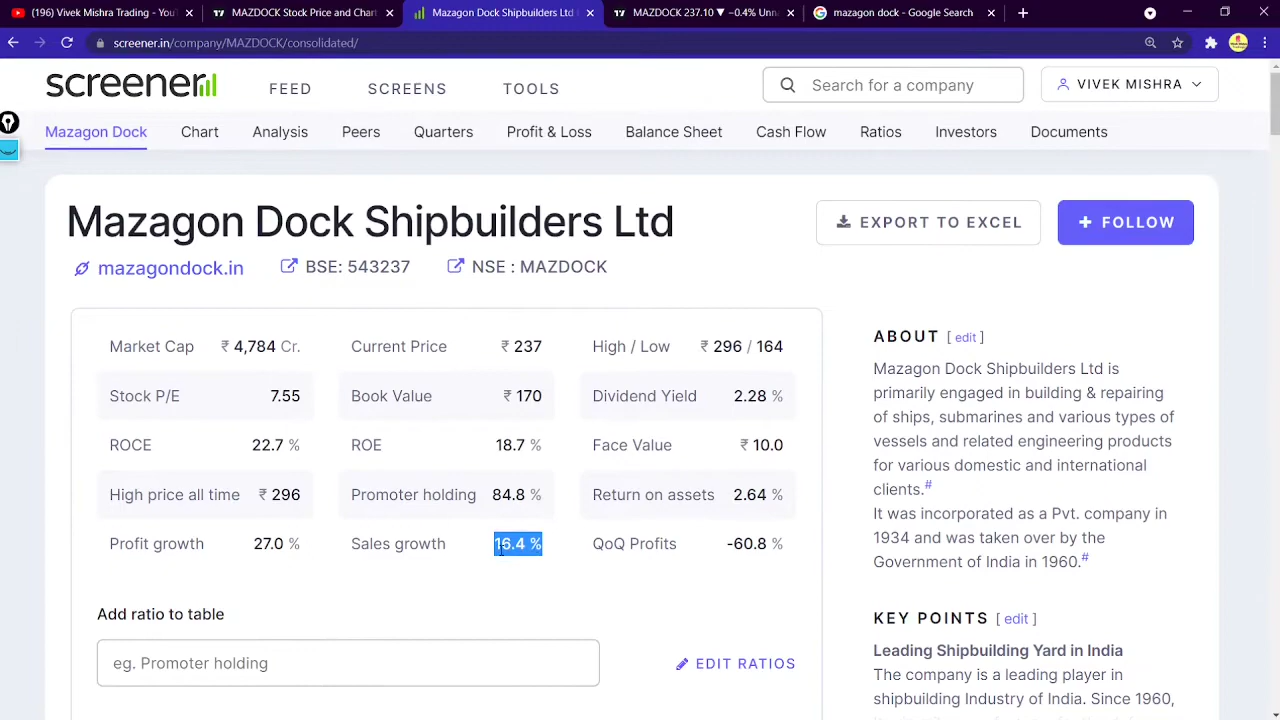 (196) Vivek Mishra Trading - You
MAZDOCK Stock Price and Chart
Mazagon Dock Shipbuilders Ltd
MAZDOCK 237.10 ▼ −0.4% Unn
mazagon dock - Google Search
screener.in/company/MAZDOCK/consolidated/
screener
FEED
SCREENS
TOOLS
Search for a company
VIVEK MISHRA
Mazagon Dock
Chart
Analysis
Peers
Quarters
Profit & Loss
Balance Sheet
Cash Flow
Ratios
Investors
Documents
Mazagon Dock Shipbuilders Ltd
EXPORT TO EXCEL
+ FOLLOW
mazagondock.in
BSE: 543237
NSE : MAZDOCK
Market Cap ₹ 4,784 Cr.
Current Price ₹ 237
High / Low ₹ 296 / 164
Stock P/E 7.55
Book Value ₹ 170
Dividend Yield 2.28 %
ROCE 22.7 %
ROE 18.7 %
Face Value ₹ 10.0
High price all time ₹ 296
Promoter holding 84.8 %
Return on assets 2.64 %
Profit growth 27.0 %
Sales growth 16.4 %
QoQ Profits -60.8 %
Add ratio to table
eg. Promoter holding
EDIT RATIOS
ABOUT [ edit ]
Mazagon Dock Shipbuilders Ltd is
primarily engaged in building & repairing
of ships, submarines and various types of
vessels and related engineering products
for various domestic and international
clients.#
It was incorporated as a Pvt. company in
1934 and was taken over by the
Government of India in 1960.#
KEY POINTS [ edit ]
Leading Shipbuilding Yard in India
The company is a leading player in
shipbuilding Industry of India. Since 1960,